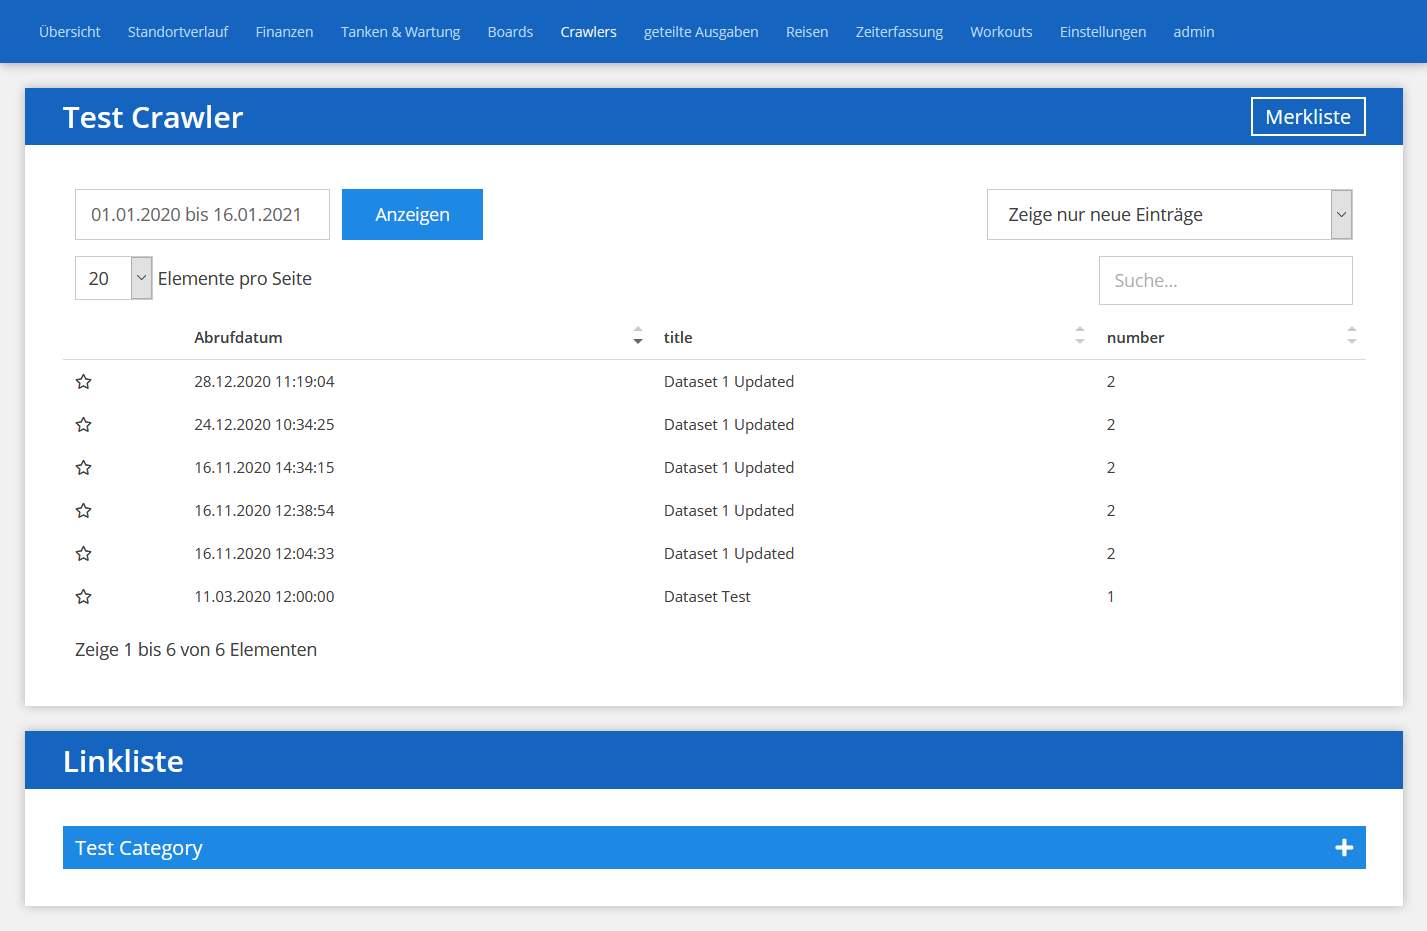 Übersicht Standortverlauf Finanzen Tanken & Wartung Boards Crawlers geteilte Ausgaben Reisen Zeiterfassung Workouts Einstellungen admin
Test Crawler Merkliste
01.01.2020 bis 16.01.2021 Anzeigen Zeige nur neue Einträge
20 Elemente pro Seite Suche...
Abrufdatum title number
28.12.2020 11:19:04 Dataset 1 Updated 2
24.12.2020 10:34:25 Dataset 1 Updated 2
16.11.2020 14:34:15 Dataset 1 Updated 2
16.11.2020 12:38:54 Dataset 1 Updated 2
16.11.2020 12:04:33 Dataset 1 Updated 2
11.03.2020 12:00:00 Dataset Test 1
Zeige 1 bis 6 von 6 Elementen
Linkliste
Test Category